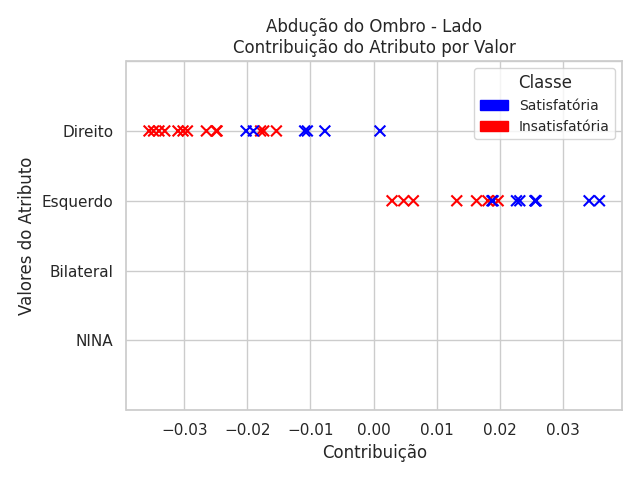 Abdução do Ombro - Lado
Contribuição do Atributo por Valor
Classe
Satisfatória
Insatisfatória
Valores do Atributo
Direito
Esquerdo
Bilateral
NINA
−0.03
−0.02
−0.01
0.00
0.01
0.02
0.03
Contribuição